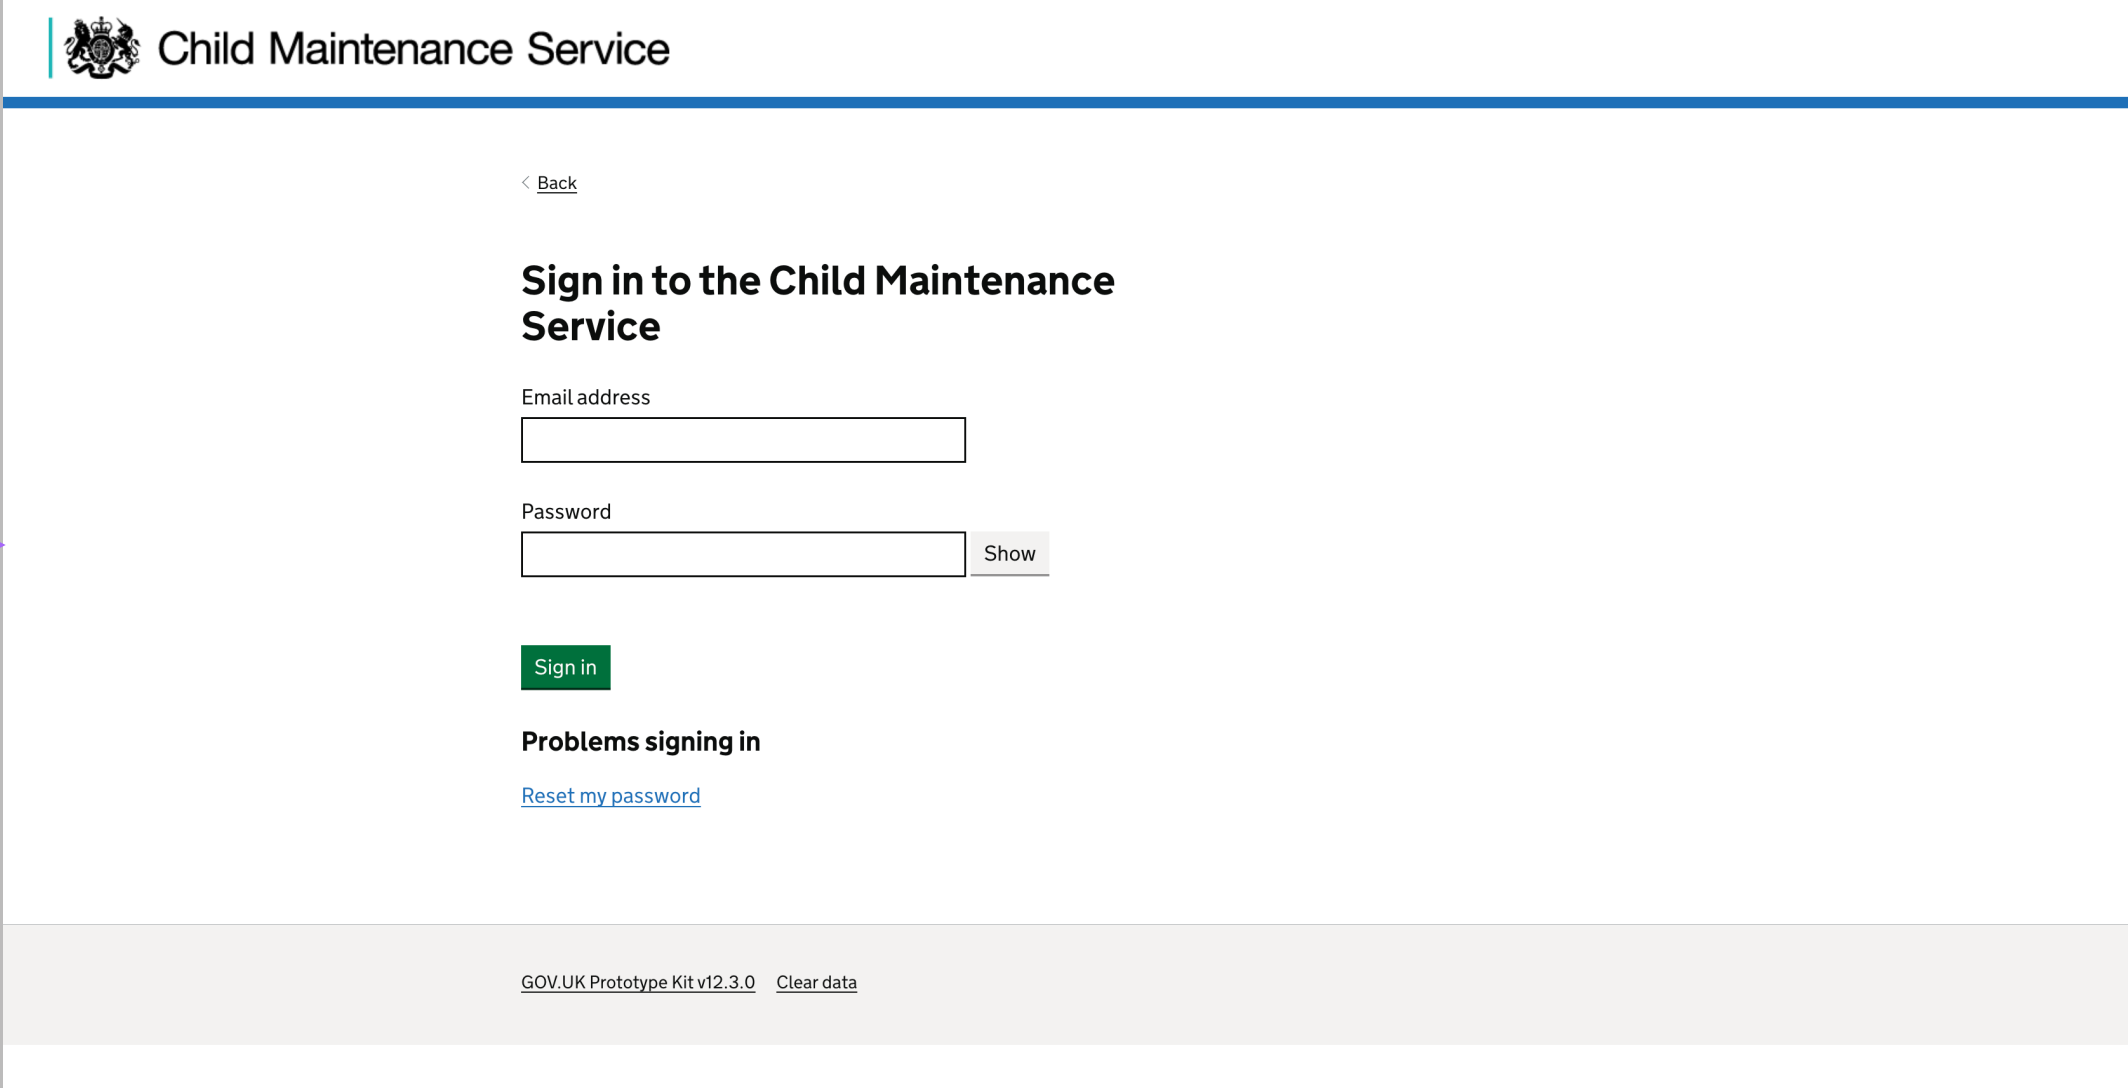 Child Maintenance Service
Back
Sign in to the Child Maintenance
Service
Email address
Password
Show
Sign in
Problems signing in
Reset my password
GOV.UK Prototype Kit v12.3.0 Clear data